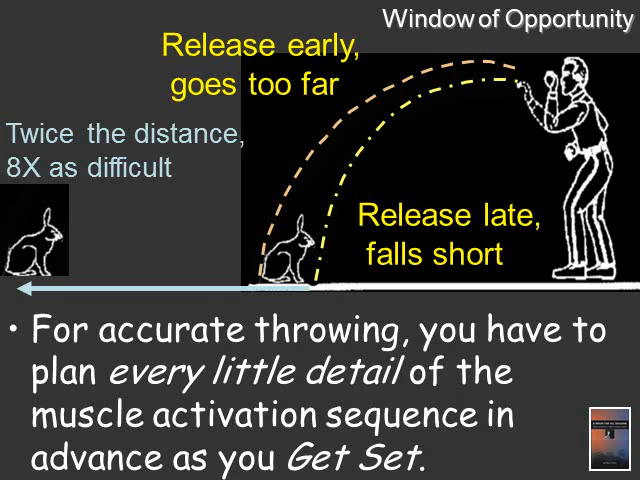 Window of Opportunity
Release early,
goes too far
Twice the distance,
8X as difficult
Release late,
falls short
• For accurate throwing, you have to
plan every little detail of the
muscle activation sequence in
advance as you Get Set.